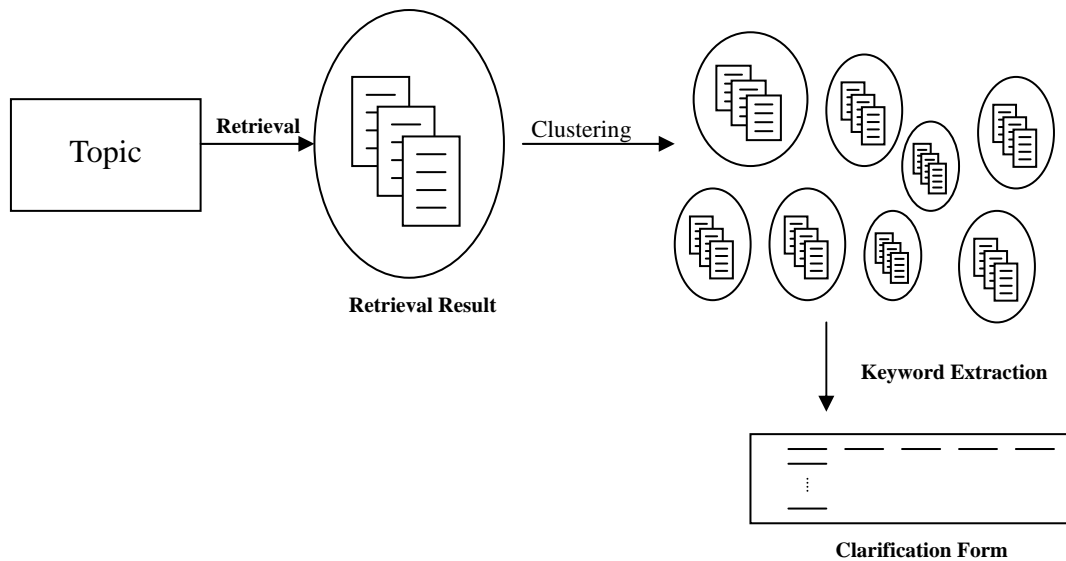 Topic
Retrieval
Retrieval Result
Clustering
Keyword Extraction
Clarification Form